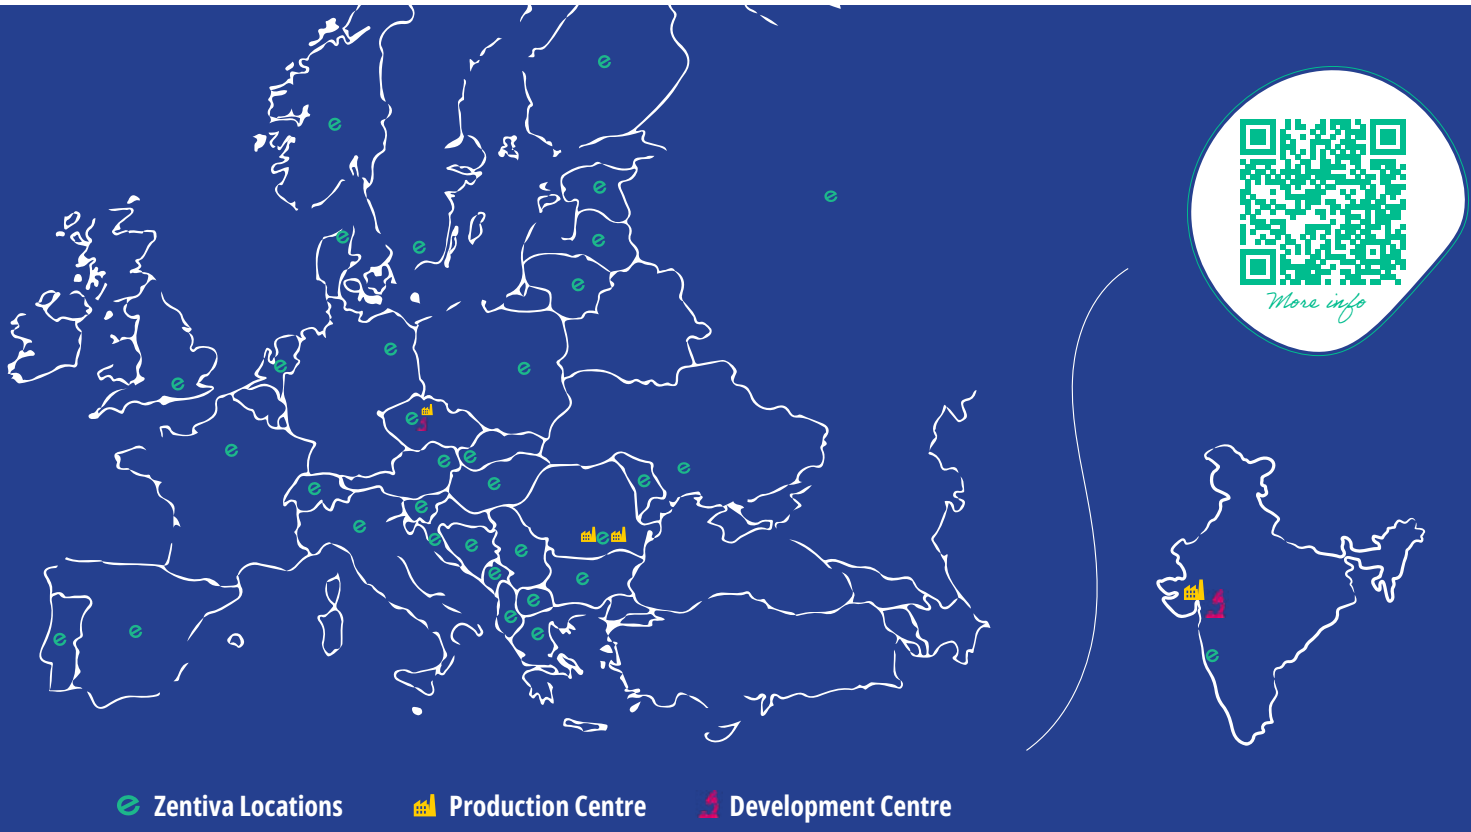 More info
Zentiva Locations
Production Centre
Development Centre